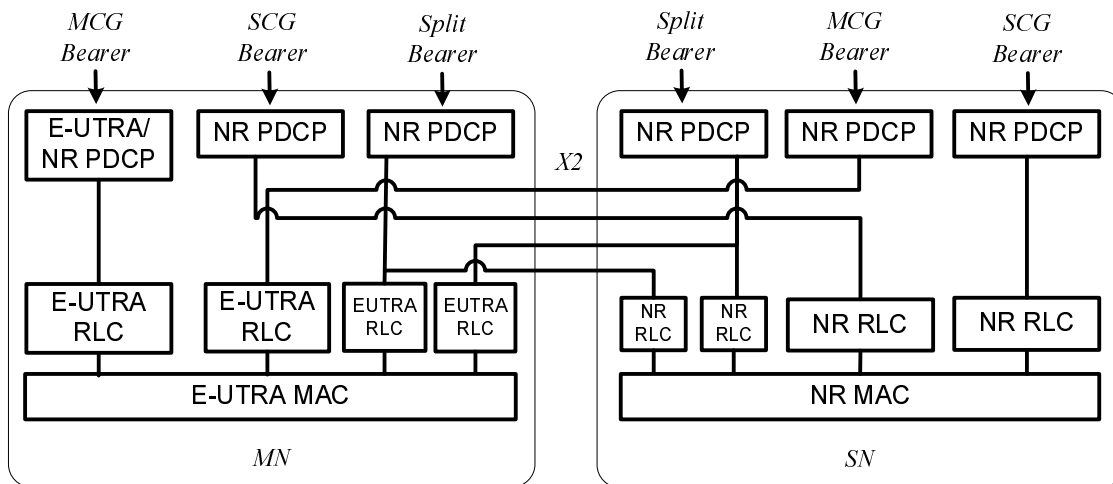 MCG
Bearer
SCG
Bearer
Split
Bearer
Split
Bearer
MCG
Bearer
SCG
Bearer
E-UTRA/
NR PDCP
NR PDCP
NR PDCP
X2
NR PDCP
NR PDCP
NR PDCP
E-UTRA
RLC
E-UTRA
RLC
EUTRA
RLC
EUTRA
RLC
NR
RLC
NR
RLC
NR RLC
NR RLC
E-UTRA MAC
NR MAC
MN
SN